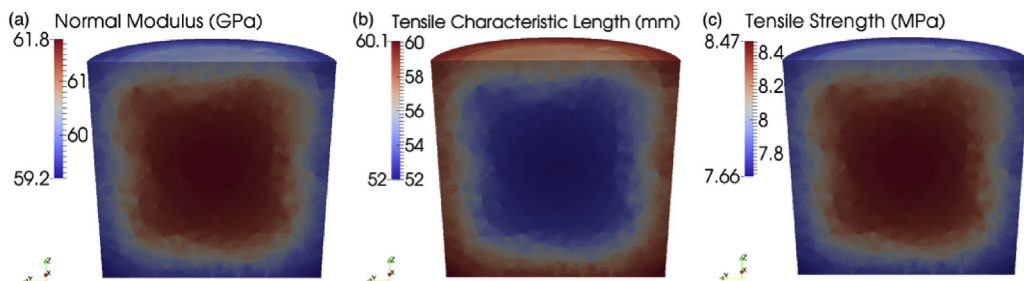 (a) Normal Modulus (GPa)
61.8
61
60
59.2
Y
Z
X
(b) Tensile Characteristic Length (mm)
60.1
60
58
56
54
52
52
Y
Z
X
(c) Tensile Strength (MPa)
8.47
8.4
8.2
8
7.8
7.66
Y
Z
X